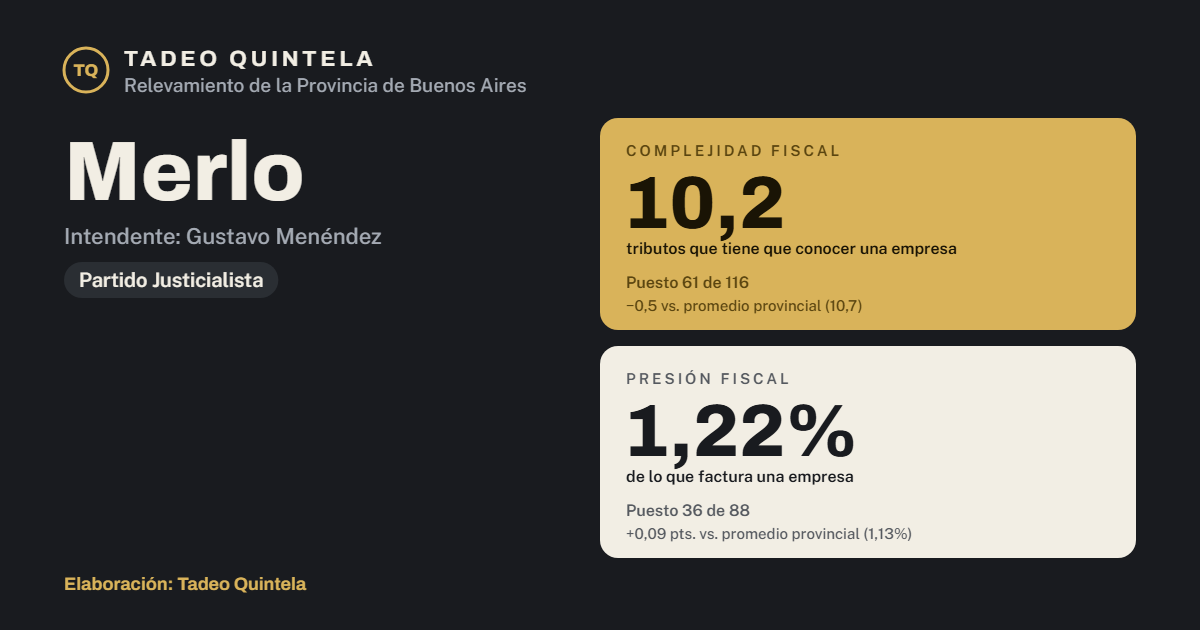 TQ
TADEO QUINTELA
Relevamiento de la Provincia de Buenos Aires
Merlo
Intendente: Gustavo Menéndez
Partido Justicialista
COMPLEJIDAD FISCAL
10,2
tributos que tiene que conocer una empresa
Puesto 61 de 116
−0,5 vs. promedio provincial (10,7)
PRESIÓN FISCAL
1,22%
de lo que factura una empresa
Puesto 36 de 88
+0,09 pts. vs. promedio provincial (1,13%)
Elaboración: Tadeo Quintela